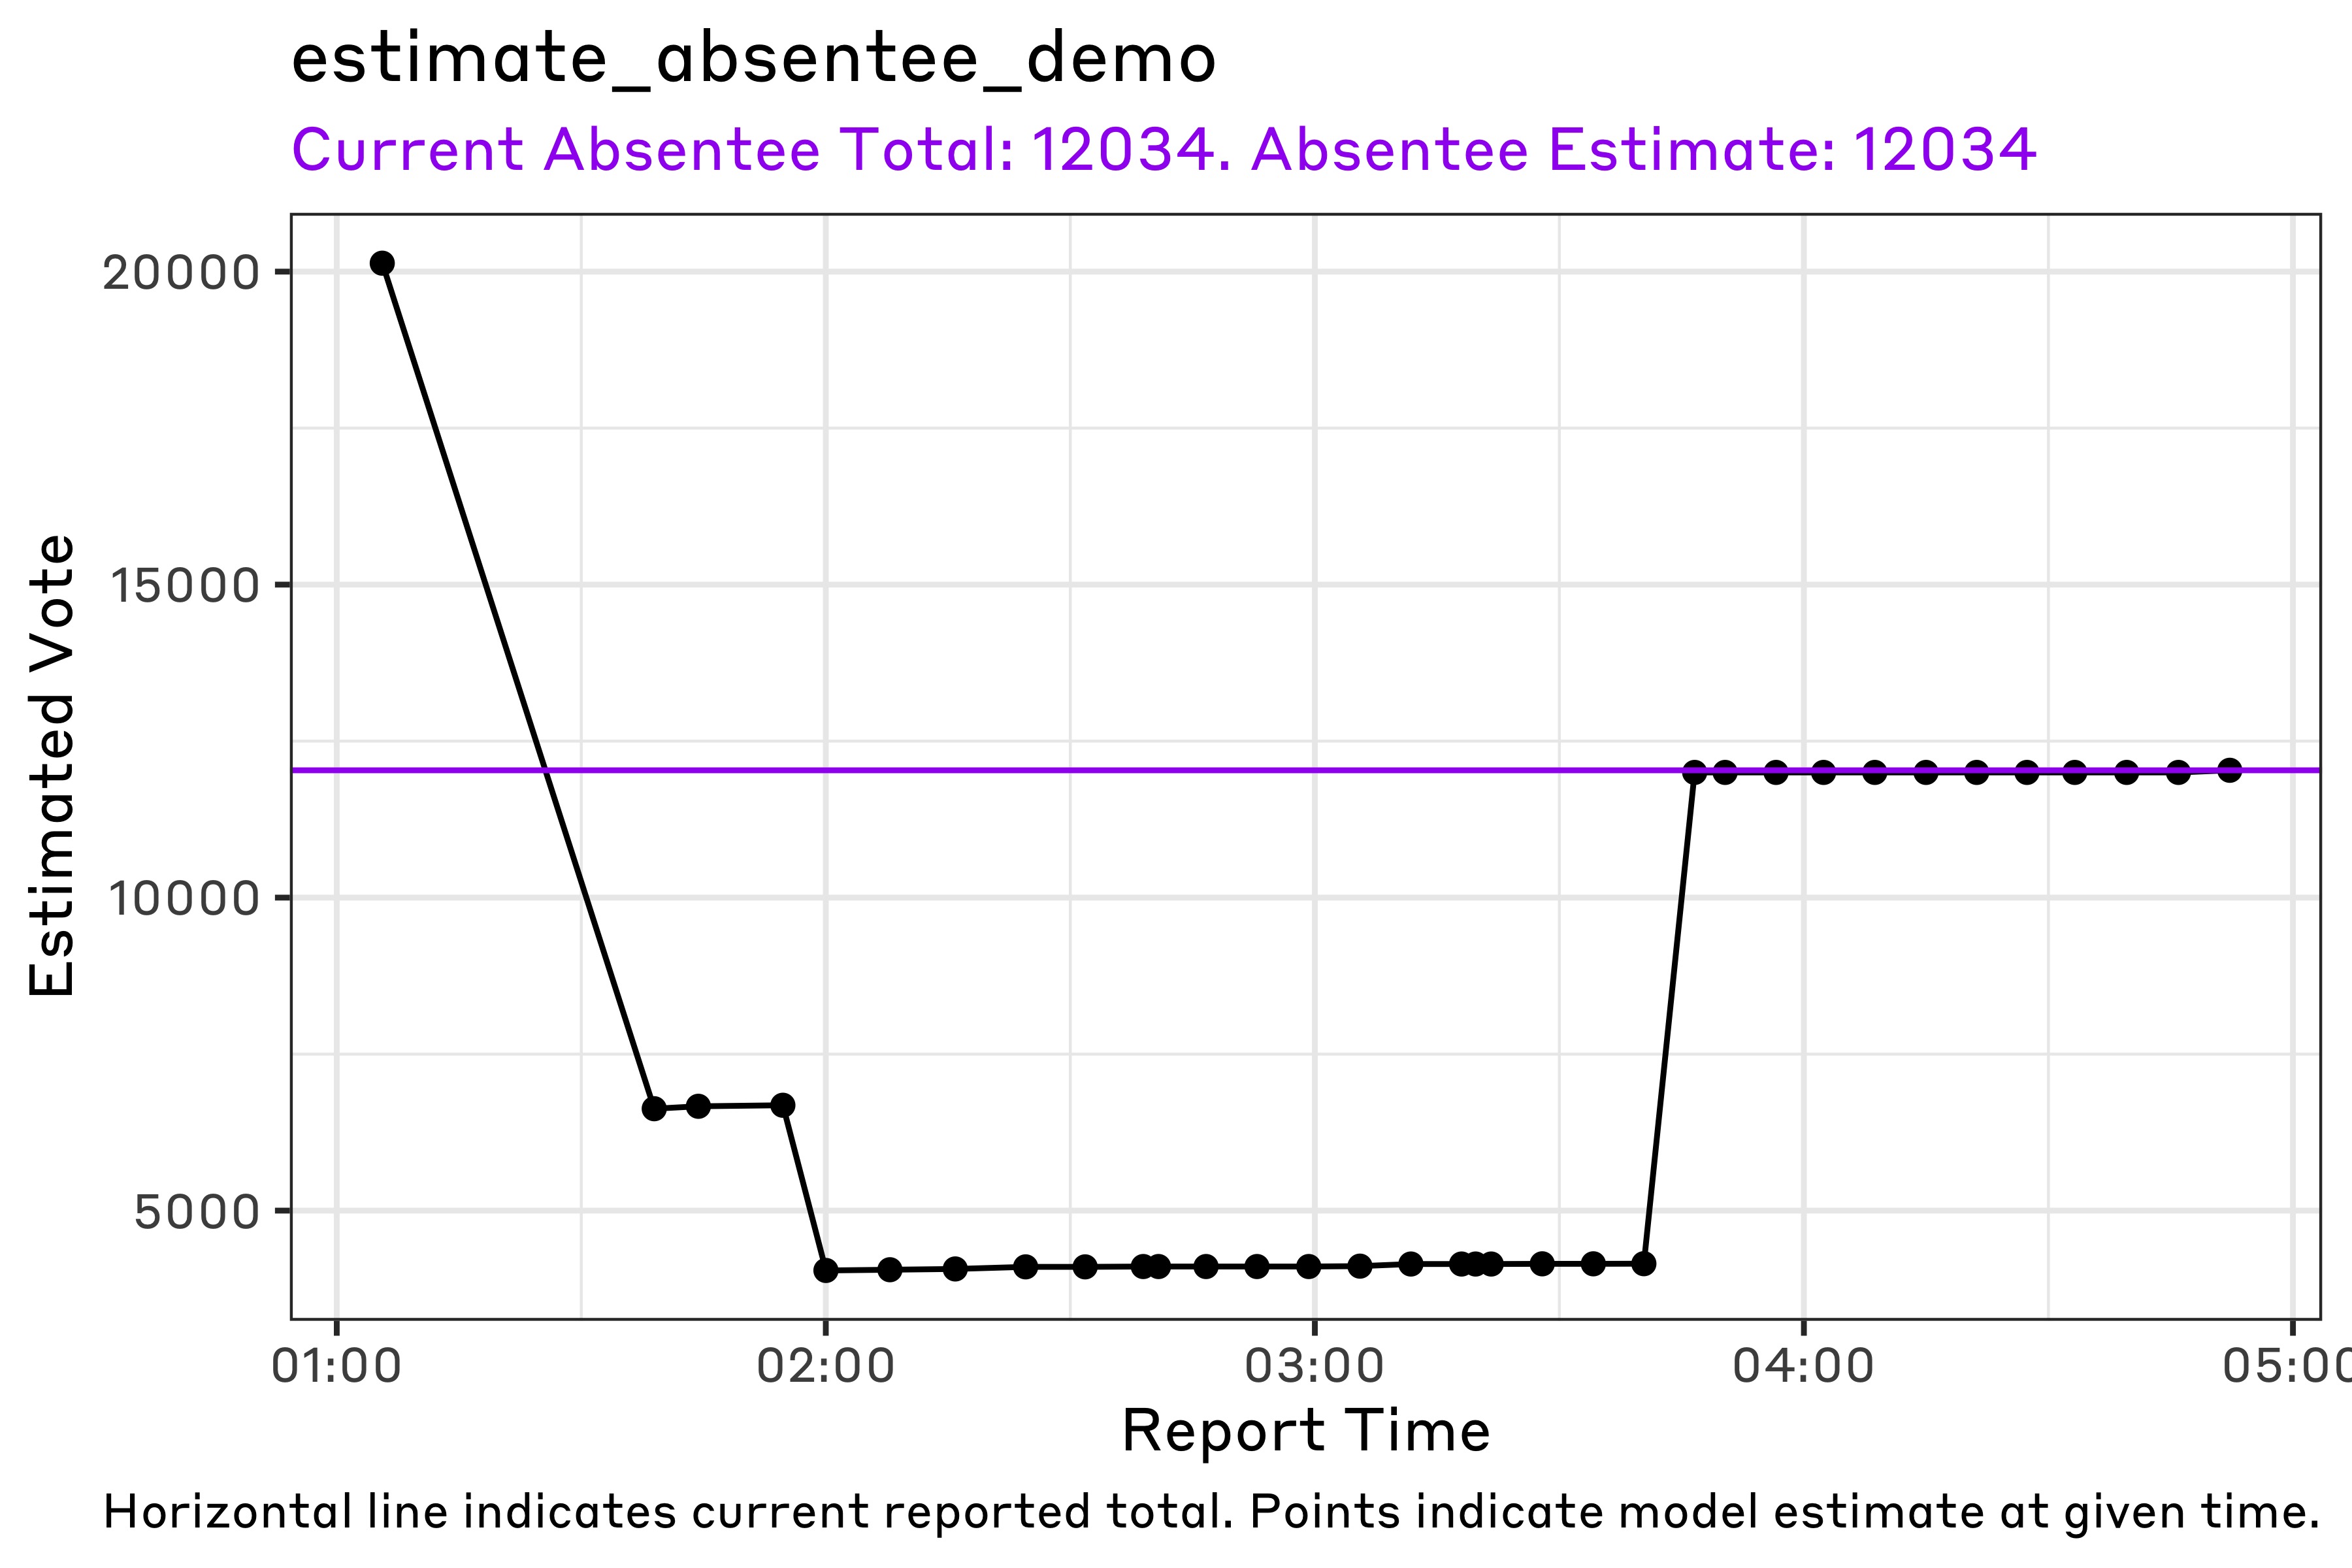 estimate_absentee_demo
Current Absentee Total: 12034. Absentee Estimate: 12034
Estimated Vote
20000
15000
10000
5000
01:00 02:00 03:00 04:00 05:00
Report Time
Horizontal line indicates current reported total. Points indicate model estimate at given time.